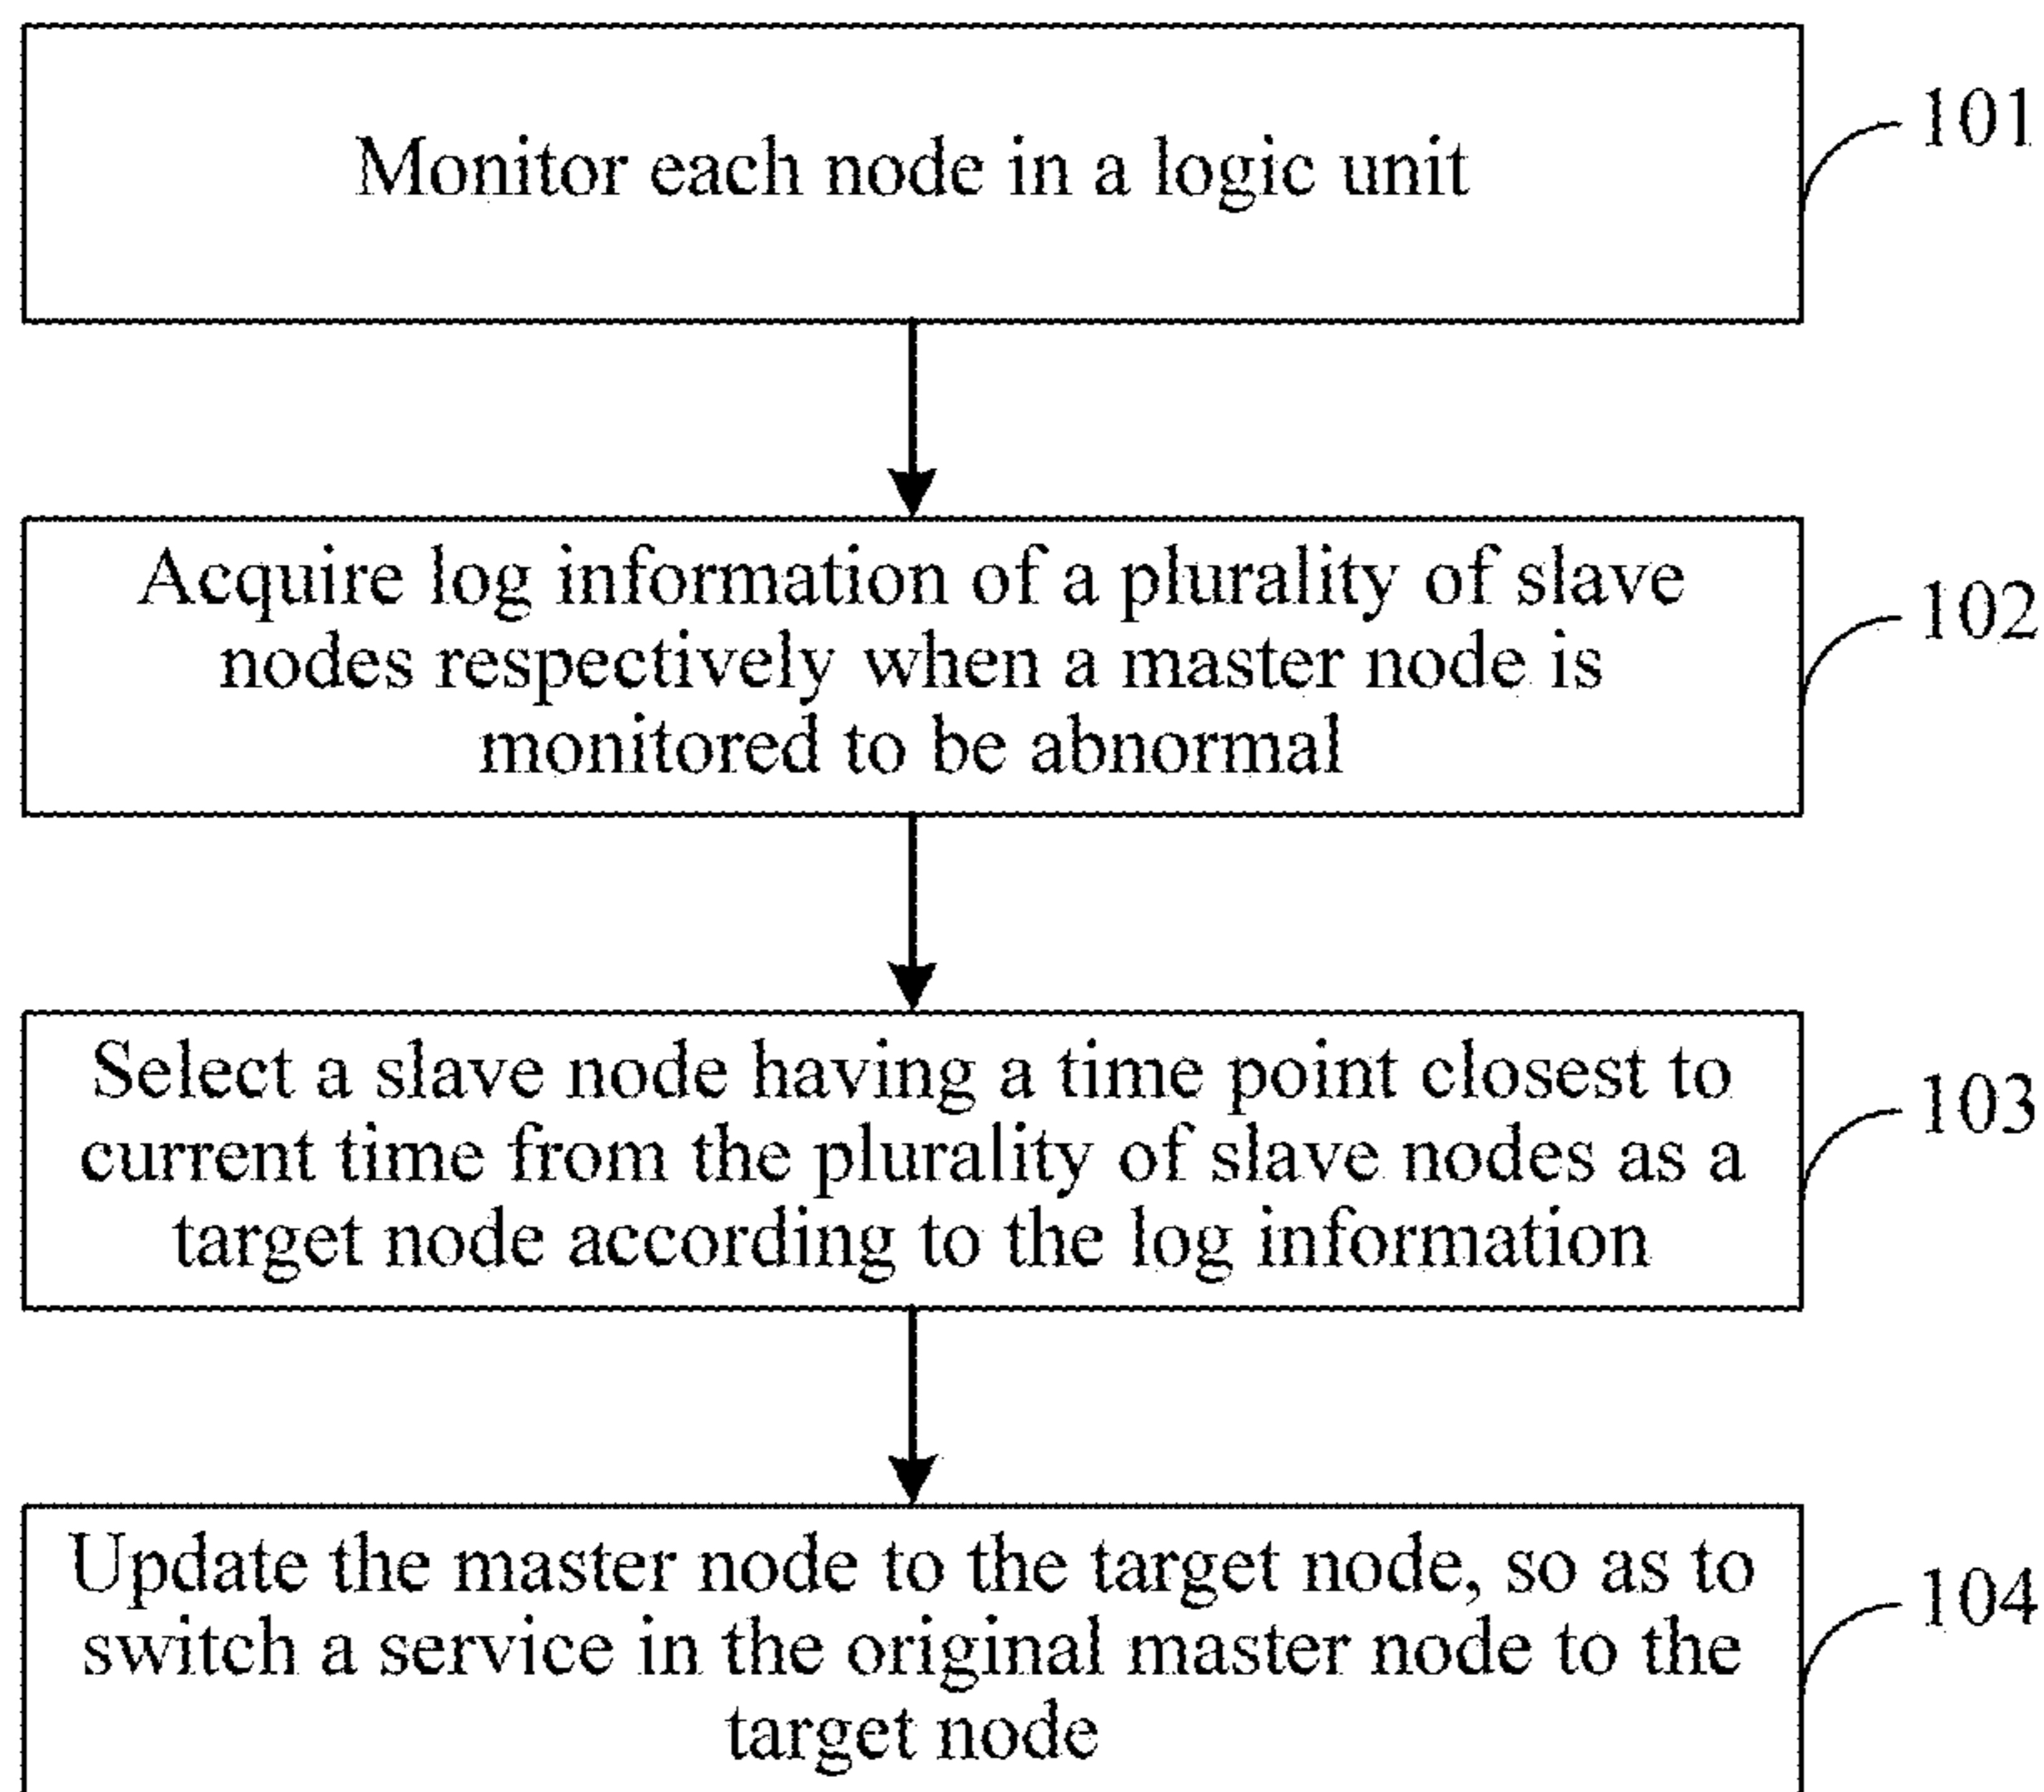 Monitor each node in a logic unit
101
Acquire log information of a plurality of slave
nodes respectively when a master node is
monitored to be abnormal
102
Select a slave node having a time point closest to
current time from the plurality of slave nodes as a
target node according to the log information
103
Update the master node to the target node, so as to
switch a service in the original master node to the
target node
104